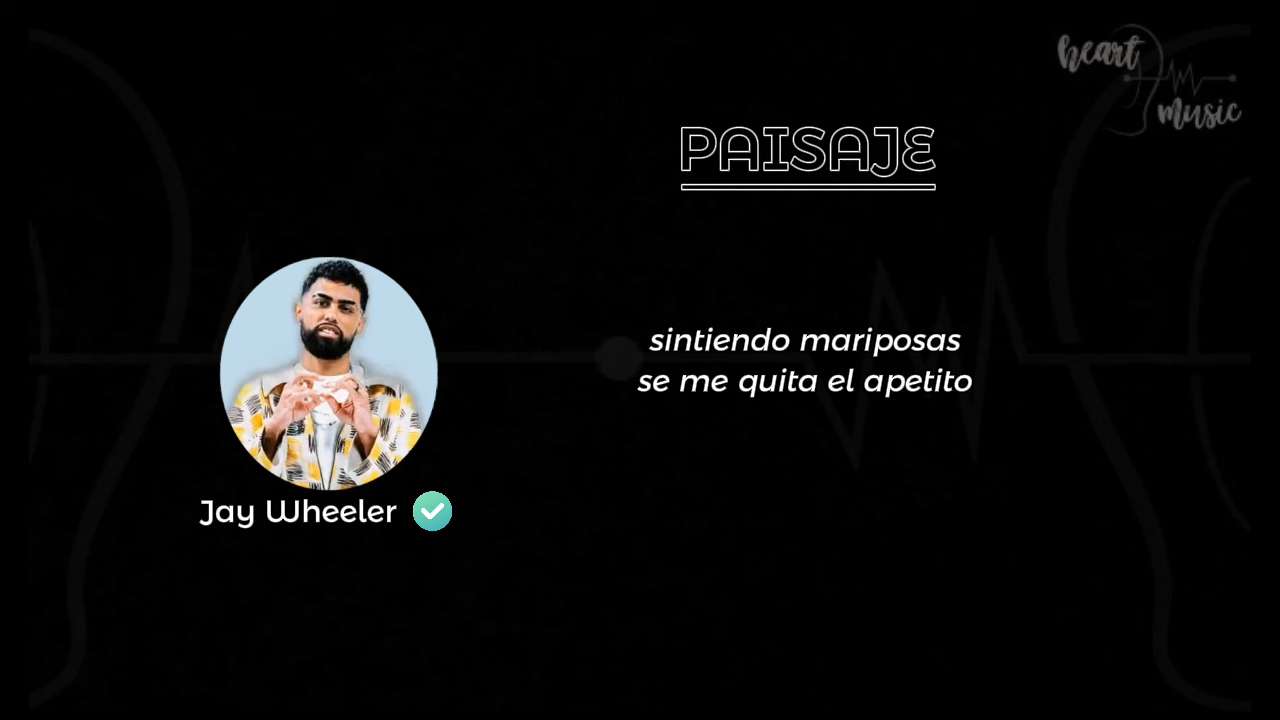 heart
music
PAISAJE
sintiendo mariposas
se me quita el apetito
Jay Wheeler